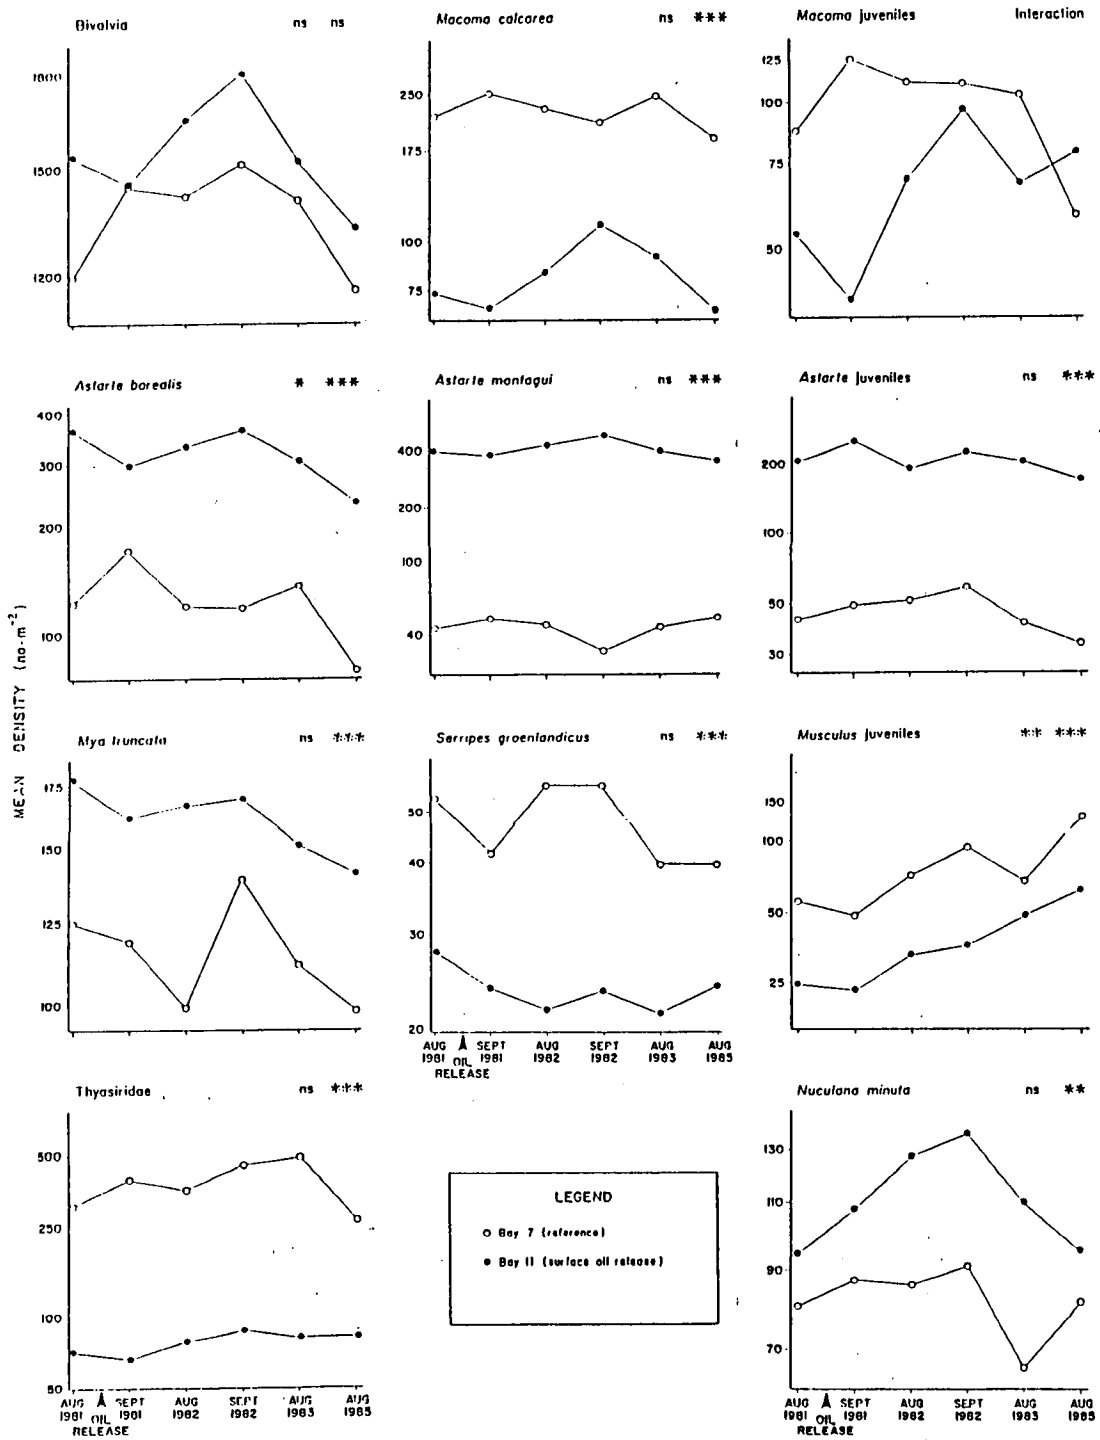 Bivalvia ns ns
1800
1500
1200
Macoma calcarea ns ***
250
175
100
75
Macoma juveniles Interaction
125
100
75
50
MEAN DENSITY (no·m⁻²)
Astarte borealis * ***
400
300
200
100
Astarte montagui ns ***
400
200
100
40
Astarte juveniles ns ***
200
100
50
30
Mya truncata ns ***
175
150
125
100
Serripes groenlandicus ns ***
50
40
30
20
AUG 1981
OIL RELEASE
SEPT 1981
AUG 1982
SEPT 1982
AUG 1983
AUG 1985
Musculus juveniles ** ***
150
100
50
25
Thyasiridae ns ***
500
250
100
50
AUG 1981
OIL RELEASE
SEPT 1981
AUG 1982
SEPT 1982
AUG 1983
AUG 1985
LEGEND
Bay 7 (reference)
Bay 11 (surface oil release)
Nuculana minuta ns **
130
110
90
70
AUG 1981
OIL RELEASE
SEPT 1981
AUG 1982
SEPT 1982
AUG 1983
AUG 1985